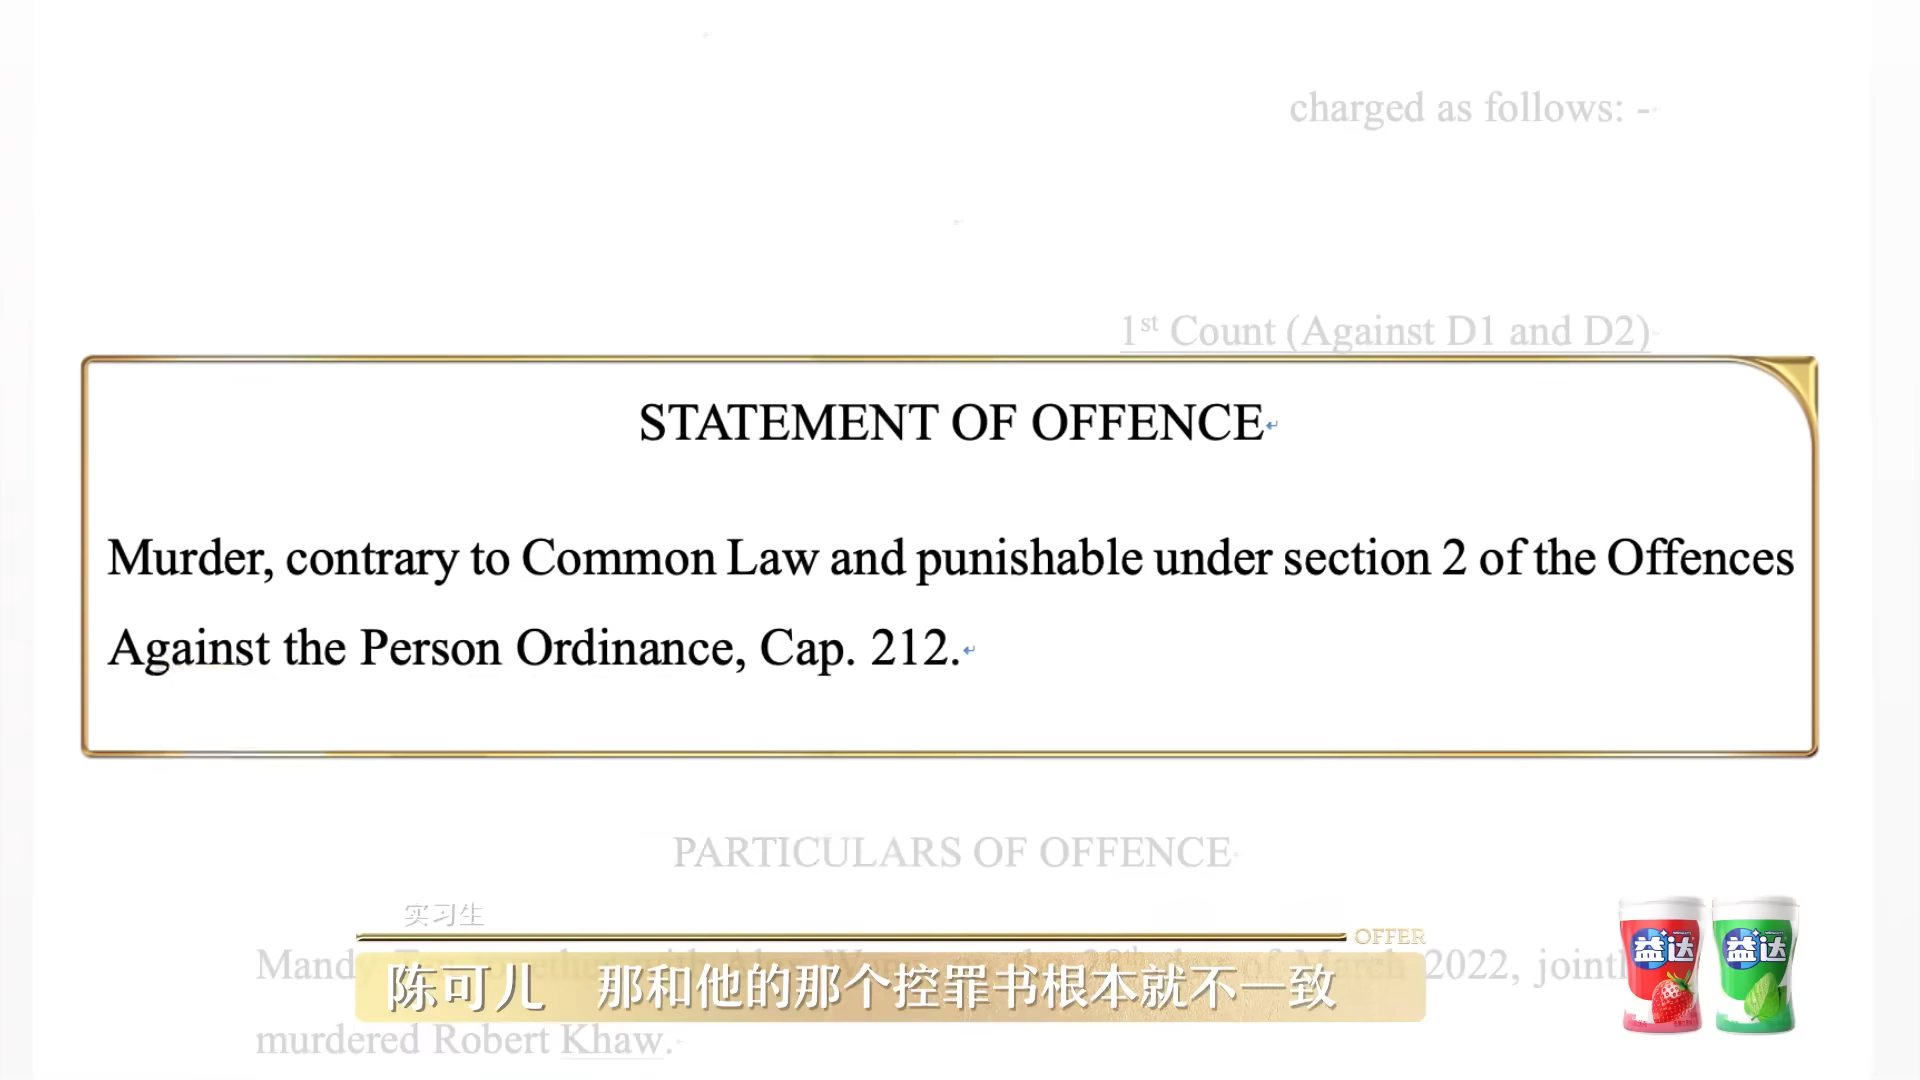 charged as follows: -
1st Count (Against D1 and D2)
STATEMENT OF OFFENCE
Murder, contrary to Common Law and punishable under section 2 of the Offences
Against the Person Ordinance, Cap. 212.
PARTICULARS OF OFFENCE
实习生
OFFER
2022, jointl
陈可儿 那和他的那个控罪书根本就不一致
murdered Robert Khaw.
益达 益达